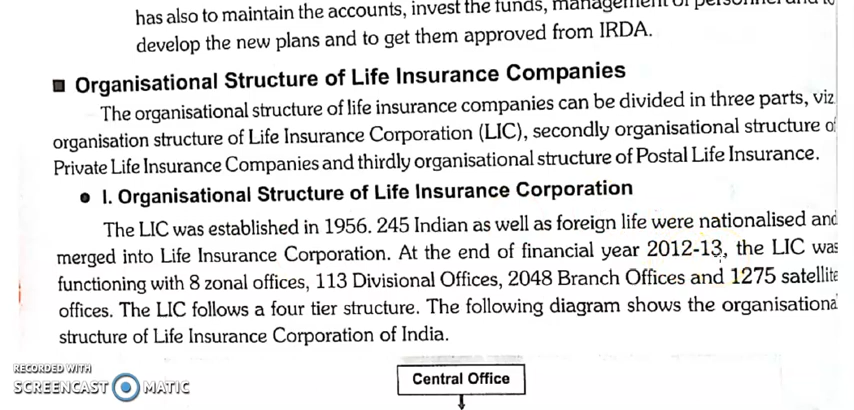 has also to maintain the accounts, invest the funds, management of personnel and to
develop the new plans and to get them approved from IRDA.
■ Organisational Structure of Life Insurance Companies
The organisational structure of life insurance companies can be divided in three parts, viz
organisation structure of Life Insurance Corporation (LIC), secondly organisational structure of
Private Life Insurance Companies and thirdly organisational structure of Postal Life Insurance.
● I. Organisational Structure of Life Insurance Corporation
The LIC was established in 1956. 245 Indian as well as foreign life were nationalised and
merged into Life Insurance Corporation. At the end of financial year 2012-13, the LIC was
functioning with 8 zonal offices, 113 Divisional Offices, 2048 Branch Offices and 1275 satellite
offices. The LIC follows a four tier structure. The following diagram shows the organisationa
structure of Life Insurance Corporation of India.
RECORDED WITH
SCREENCAST MATIC
Central Office